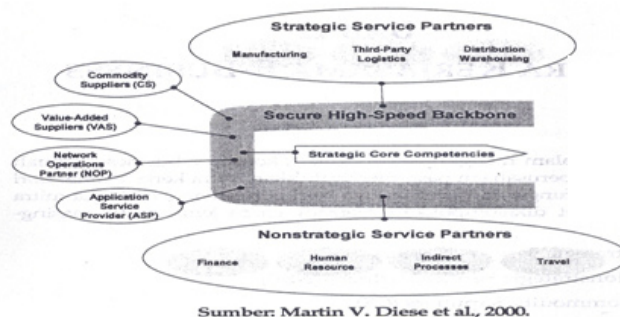 Strategic Service Partners
Manufacturing
Third-Party
Logistics
Distribution
Warehousing
Commodity
Suppliers (CS)
Value-Added
Suppliers (VAS)
Network
Operations
Partner (NOP)
Application
Service
Provider (ASP)
Secure High-Speed Backbone
Strategic Core Competencies
Nonstrategic Service Partners
Finance
Human
Resource
Indirect
Processes
Travel
Sumber: Martin V. Diese et al., 2000.